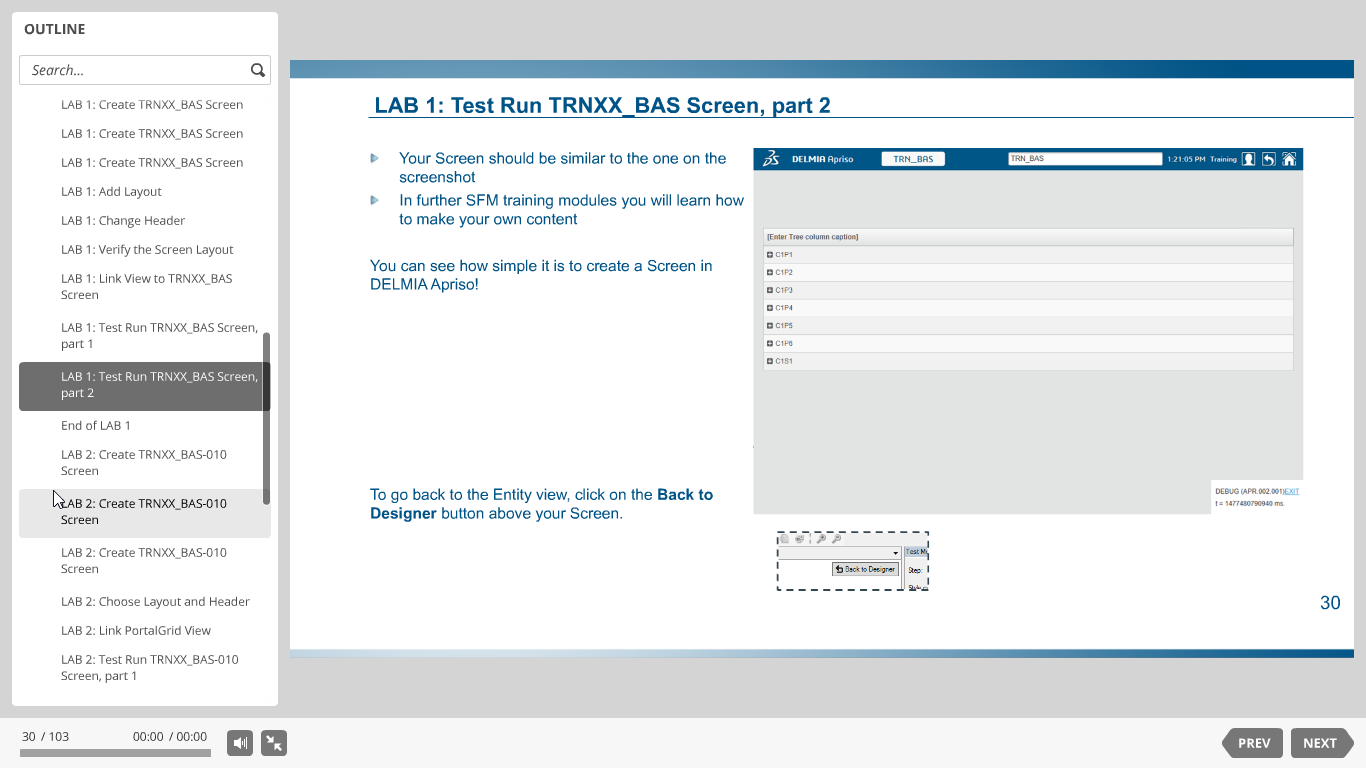 OUTLINE
Search...
LAB 1: Create TRNXX_BAS Screen
LAB 1: Create TRNXX_BAS Screen
LAB 1: Create TRNXX_BAS Screen
LAB 1: Add Layout
LAB 1: Change Header
LAB 1: Verify the Screen Layout
LAB 1: Link View to TRNXX_BAS
Screen
LAB 1: Test Run TRNXX_BAS Screen,
part 1
LAB 1: Test Run TRNXX_BAS Screen,
part 2
End of LAB 1
LAB 2: Create TRNXX_BAS-010
Screen
LAB 2: Create TRNXX_BAS-010
Screen
LAB 2: Create TRNXX_BAS-010
Screen
LAB 2: Choose Layout and Header
LAB 2: Link PortalGrid View
LAB 2: Test Run TRNXX_BAS-010
Screen, part 1
LAB 1: Test Run TRNXX_BAS Screen, part 2
Your Screen should be similar to the one on the
screenshot
In further SFM training modules you will learn how
to make your own content
You can see how simple it is to create a Screen in
DELMIA Apriso!
To go back to the Entity view, click on the Back to
Designer button above your Screen.
DELMIA Apriso TRN_BAS TRN_BAS 1:21:05 PM Training
[Enter Tree column caption]
C1P1
C1P2
C1P3
C1P4
C1P5
C1P6
C1S1
DEBUG (APR.002.001)EXIT
t = 1477480790940 ms.
Test M
Back to Designer
Step:
30
30 / 103 00:00 / 00:00
PREV NEXT